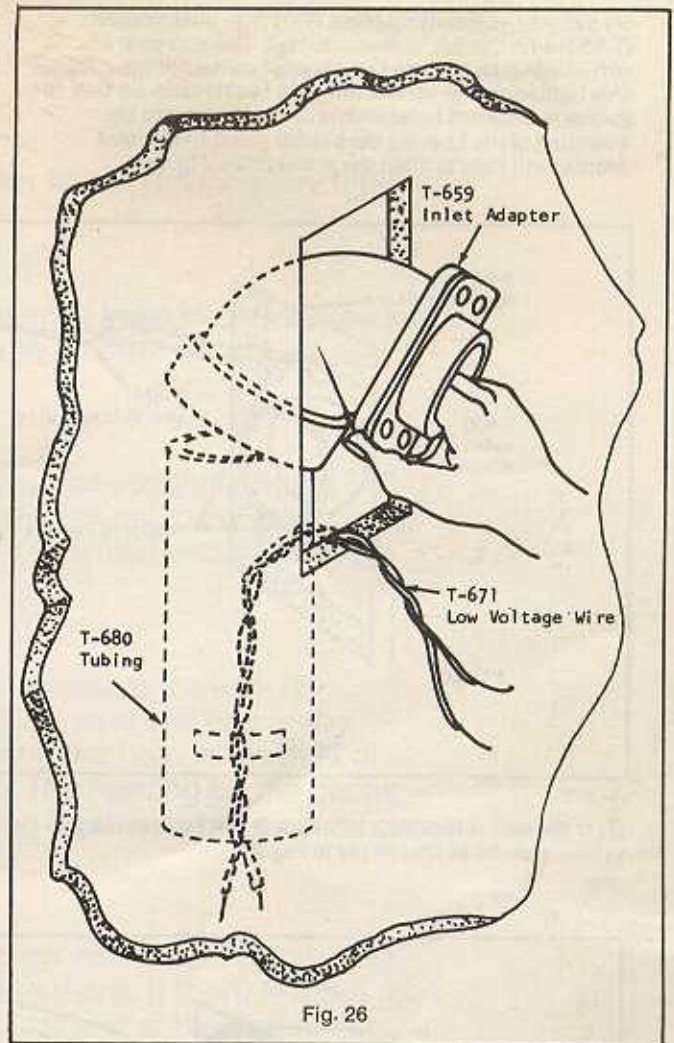 T-659
Inlet Adapter
T-671
Low Voltage Wire
T-680
Tubing
Fig. 26